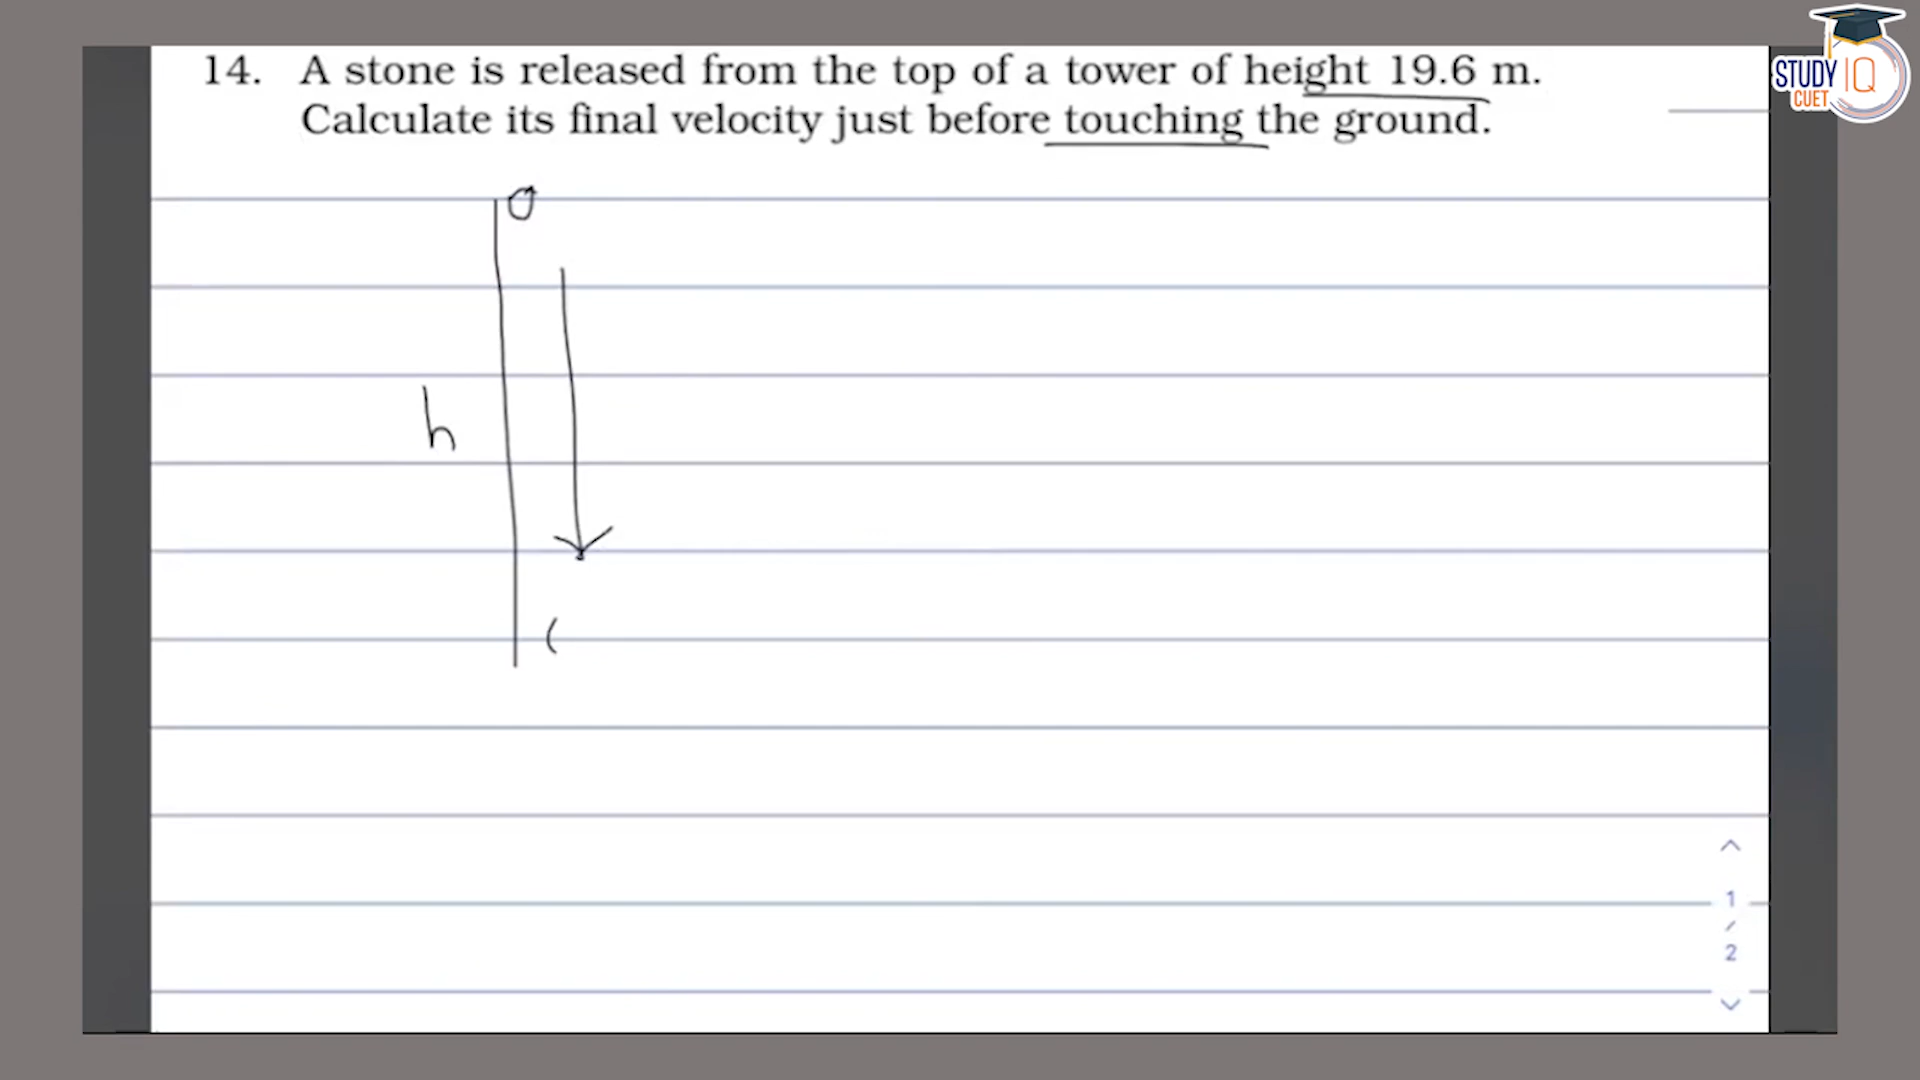 14. A stone is released from the top of a tower of height 19.6 m.
Calculate its final velocity just before touching the ground.
h
STUDY IQ
CUET
1
/
2